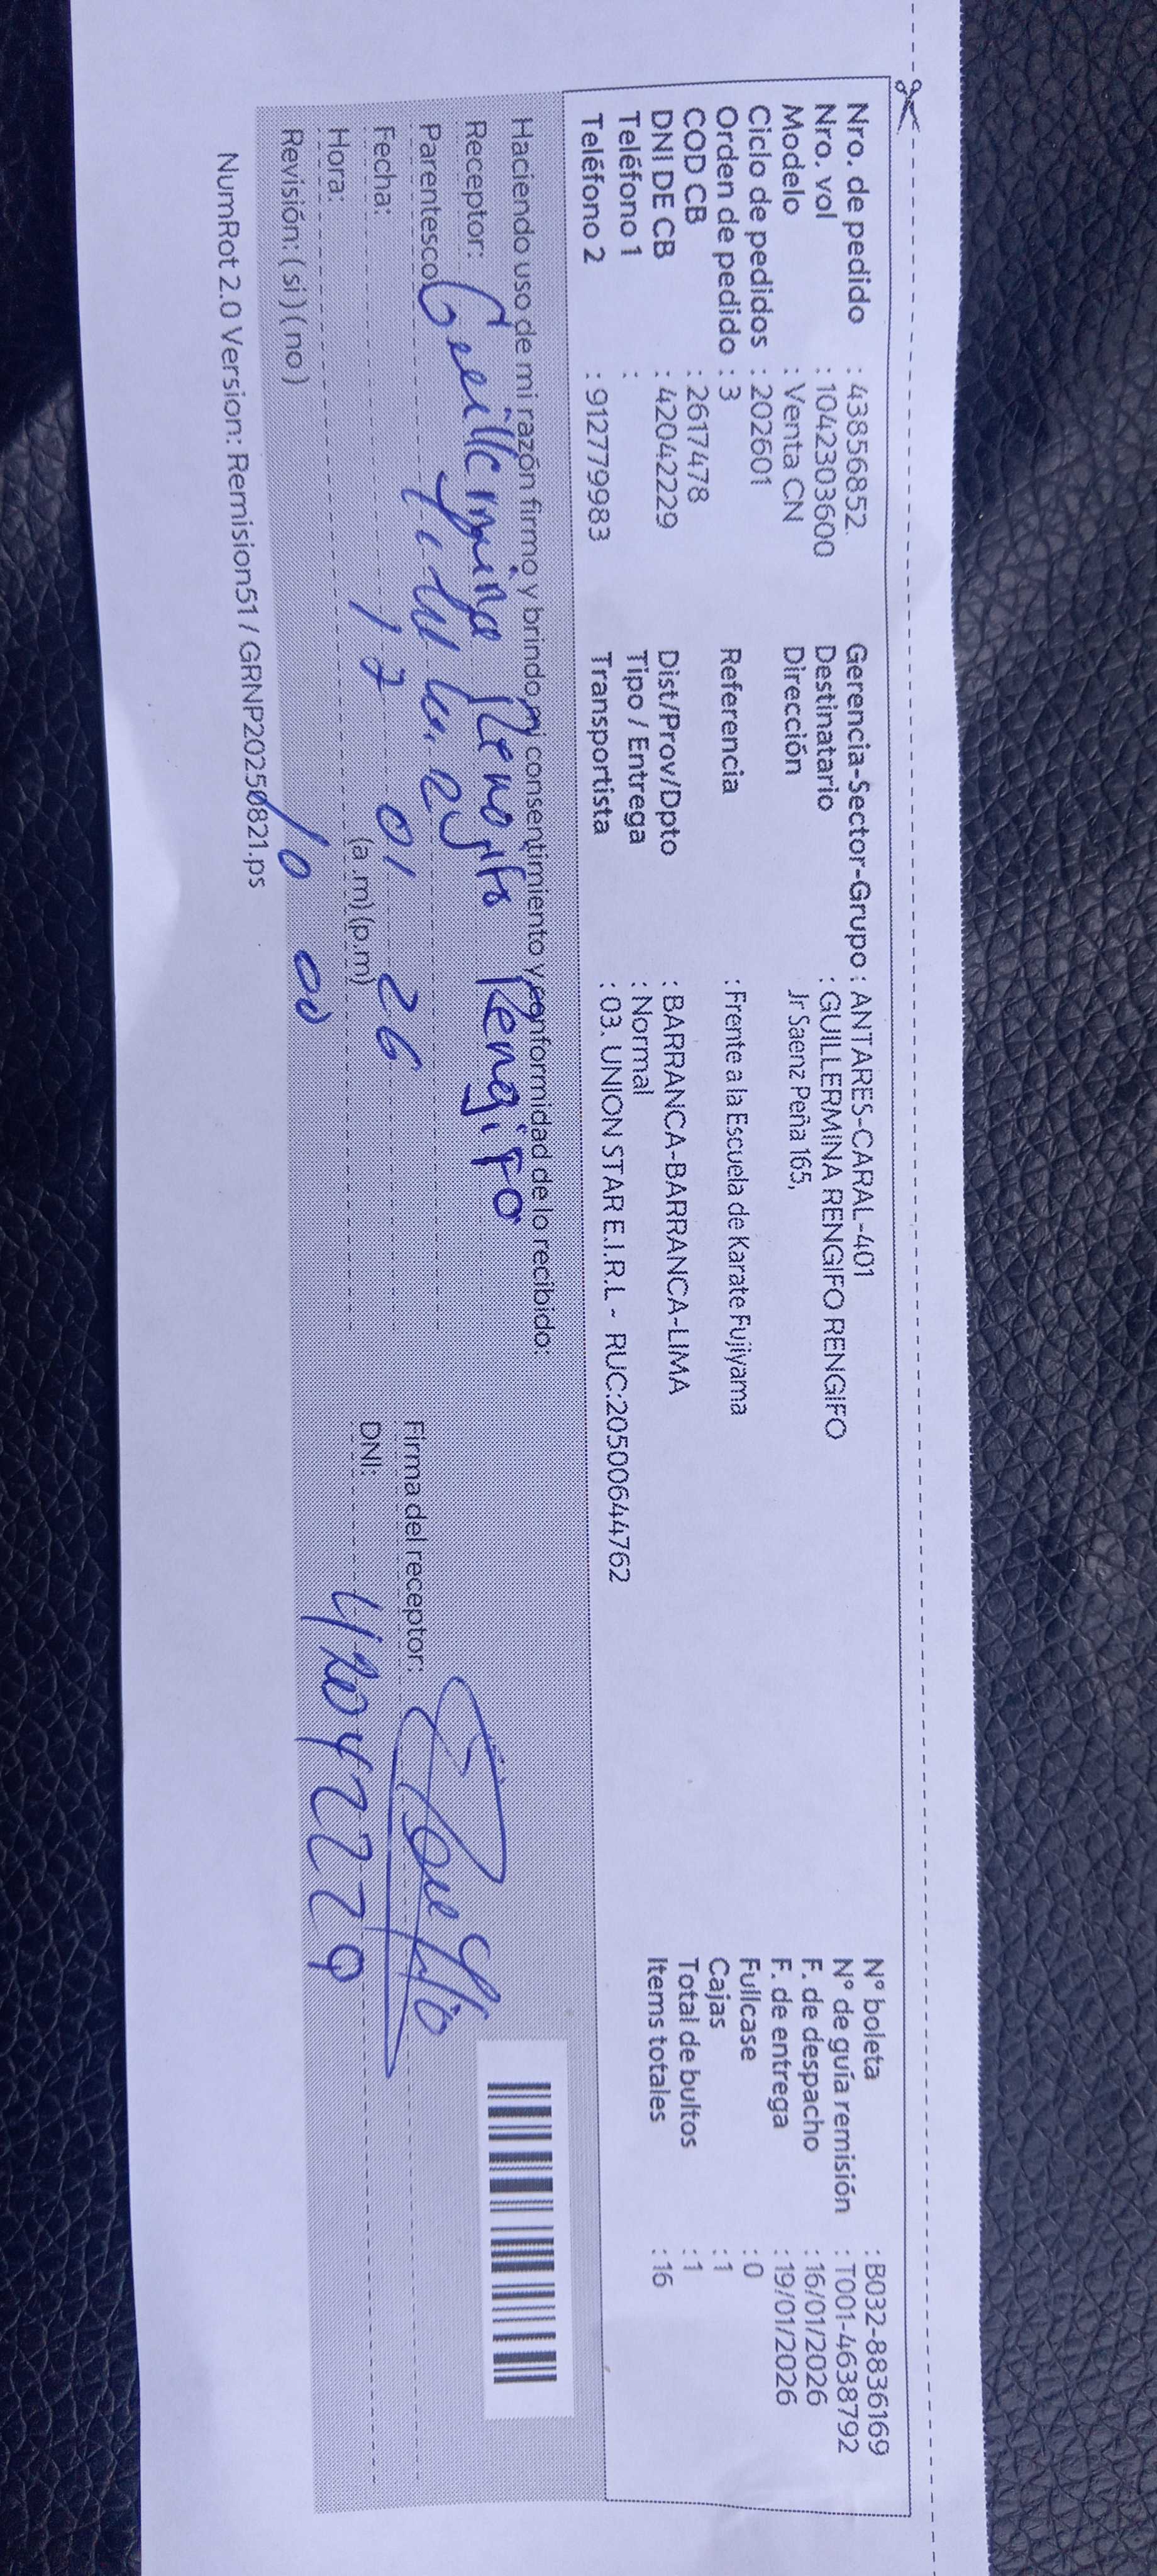 Nro. de pedido : 43856852 Gerencia-Sector-Grupo : ANTARES-CARAL-401 N° boleta : B032-8836169
Nro. vol : 1042303600 Destinatario : GUILLERMINA RENGIFO RENGIFO N° de guía remisión : T001-4638792
Modelo : Venta CN Dirección Jr Saenz Peña 165, F. de despacho : 16/01/2026
Ciclo de pedidos : 202601 F. de entrega : 19/01/2026
Orden de pedido : 3 Referencia : Frente a la Escuela de Karate Fujiyama Fullcase : 0
COD CB : 2617478 Cajas : 1
DNI DE CB : 42042229 Dist/Prov/Dpto : BARRANCA-BARRANCA-LIMA Total de bultos : 1
Teléfono 1 : Tipo / Entrega : Normal Items totales : 16
Teléfono 2 : 912779983 Transportista : 03. UNION STAR E.I.R.L - RUC:20500644762
Haciendo uso de mi razón firmo y brindo mi consentimiento y conformidad de lo recibido:
Receptor: Guillermina Rengifo Rengifo
Parentesco: Firma del receptor:
Fecha: 17 01 26 DNI: 42042229
Hora: (a.m) (p.m) 10 00
Revisión: ( si ) ( no )
NumRot 2.0 Version: Remision51 / GRNP20250821.ps